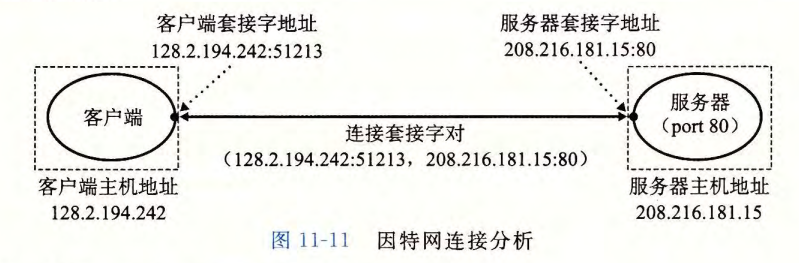 客户端套接字地址
128.2.194.242:51213
服务器套接字地址
208.216.181.15:80
客户端
服务器
（port 80）
连接套接字对
（128.2.194.242:51213，208.216.181.15:80）
客户端主机地址
128.2.194.242
服务器主机地址
208.216.181.15
图 11-11 因特网连接分析